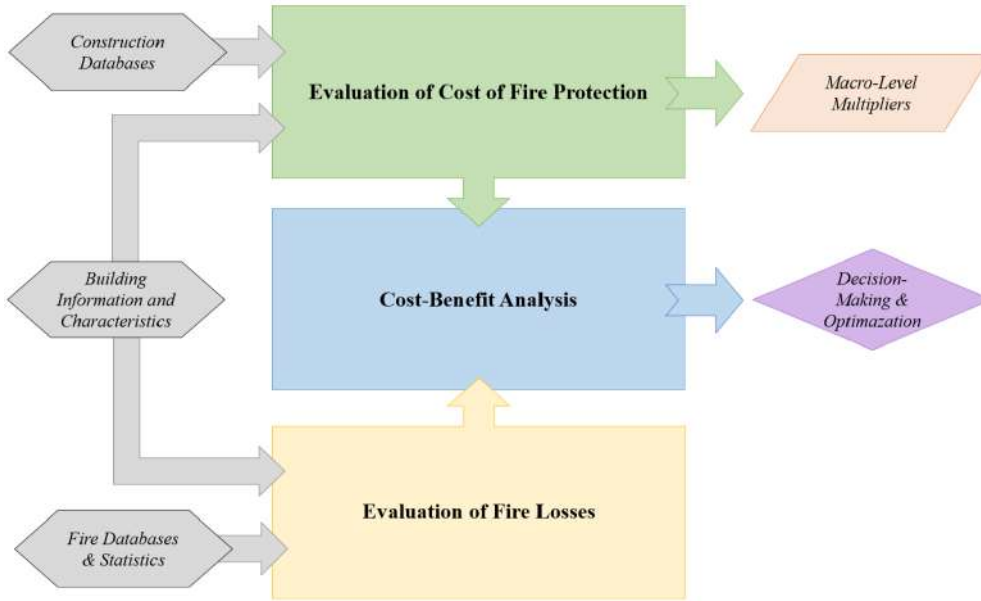 Construction
Databases
Evaluation of Cost of Fire Protection
Macro-Level
Multipliers
Building
Information and
Characteristics
Cost-Benefit Analysis
Decision-
Making &
Optimazation
Evaluation of Fire Losses
Fire Databases
& Statistics